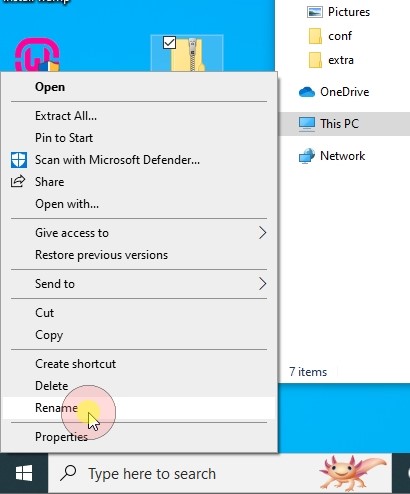 Install Wamp
Pictures
conf
extra
OneDrive
This PC
Network
7 items
Open
Extract All...
Pin to Start
Scan with Microsoft Defender...
Share
Open with...
Give access to
Restore previous versions
Send to
Cut
Copy
Create shortcut
Delete
Rename
Properties
Type here to search